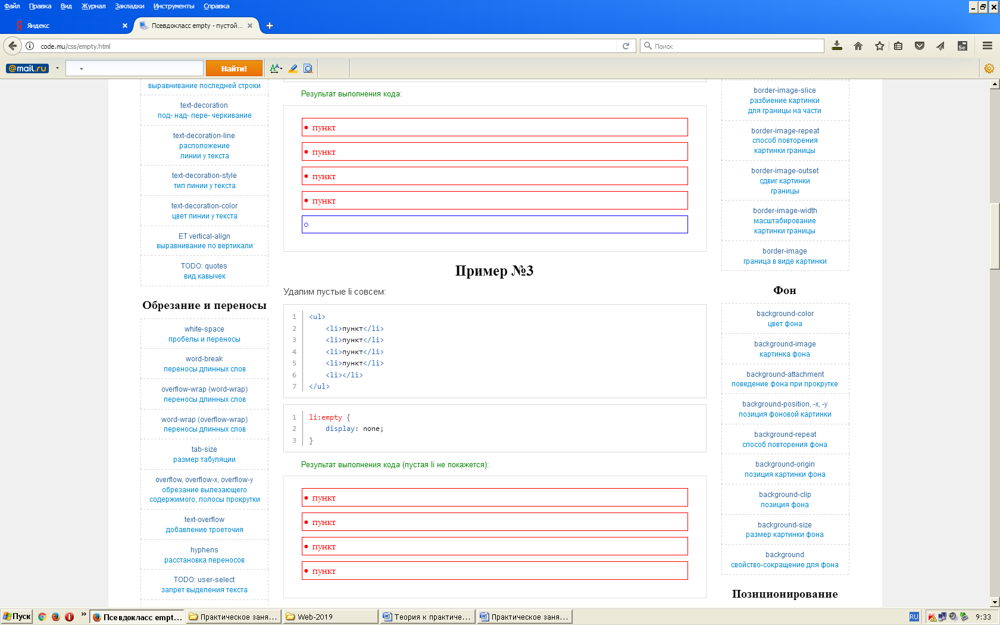 Файл Правка Вид Журнал Закладки Инструменты Справка
Яндекс
Псевдокласс empty - пустой...
code.mu/css/empty.html
Поиск
Se
@mail.ru
Найти!
выравнивание последней строки
text-decoration
под- над- пере- черкивание
text-decoration-line
расположение
линии у текста
text-decoration-style
тип линии у текста
text-decoration-color
цвет линии у текста
ET vertical-align
выравнивание по вертикали
TODO: quotes
вид кавычек
Обрезание и переносы
white-space
пробелы и переносы
word-break
переносы длинных слов
overflow-wrap (word-wrap)
переносы длинных слов
word-wrap (overflow-wrap)
переносы длинных слов
tab-size
размер табуляции
overflow, overflow-x, overflow-y
обрезание вылезающего
содержимого, полосы прокрутки
text-overflow
добавление троеточия
hyphens
расстановка переносов
TODO: user-select
запрет выделения текста
Результат выполнения кода:
пункт
пункт
пункт
пункт
Пример №3
Удалим пустые li совсем:
1 <ul>
2 <li>пункт</li>
3 <li>пункт</li>
4 <li>пункт</li>
5 <li>пункт</li>
6 <li></li>
7 </ul>
1 li:empty {
2 display: none;
3 }
Результат выполнения кода (пустая li не покажется):
пункт
пункт
пункт
пункт
border-image-slice
разбиение картинки
для границы на части
border-image-repeat
способ повторения
картинки границы
border-image-outset
сдвиг картинки
границы
border-image-width
масштабирование
картинки границы
border-image
граница в виде картинки
Фон
background-color
цвет фона
background-image
картинка фона
background-attachment
поведение фона при прокрутке
background-position, -x, -y
позиция фоновой картинки
background-repeat
способ повторения фона
background-origin
позиция картинки фона
background-clip
позиция фона
background-size
размер картинки фона
background
свойство-сокращение для фона
Позиционирование
Пуск
Псевдокласс empt...
Практическое заня...
Web-2019
Теория к практиче...
Практическое заня...
RU
9:33